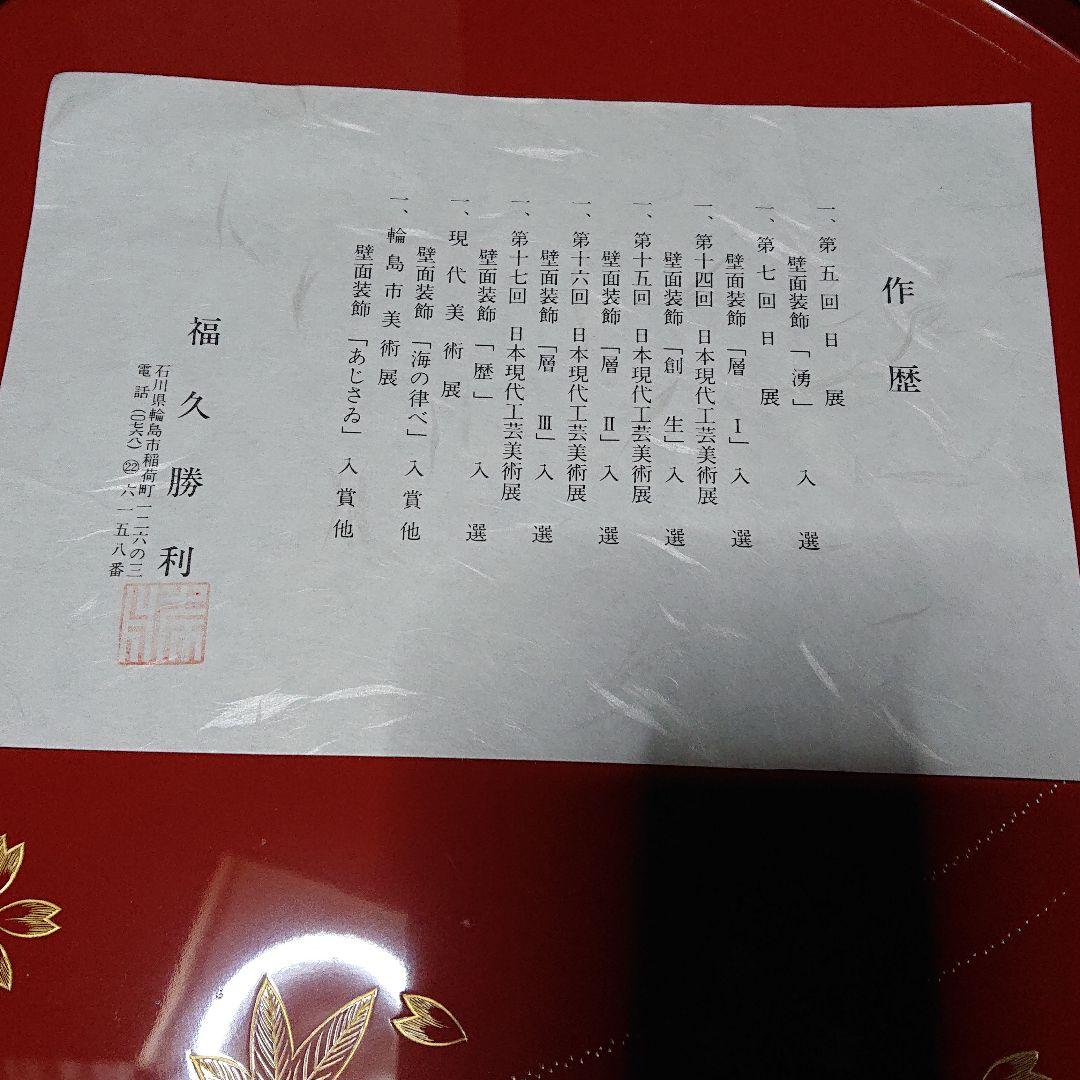 作歴
一、第五回日展
壁面装飾「湧」入選
一、第七回日展
壁面装飾「層 Ⅰ」入選
一、第十四回 日本現代工芸美術展
壁面装飾「創生」入選
一、第十五回 日本現代工芸美術展
壁面装飾「層 Ⅱ」入選
一、第十六回 日本現代工芸美術展
壁面装飾「層 Ⅲ」入選
一、第十七回 日本現代工芸美術展
壁面装飾「歴」入選
一、現代美術展
壁面装飾「海の律べ」入賞他
一、輪島市美術展
壁面装飾「あじさゐ」入賞他
福久勝利
石川県輪島市稲荷町一二六の三
電話(〇七六八)㉒六一五八番